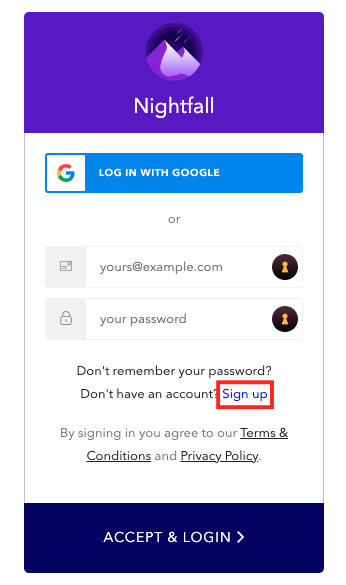 Nightfall
LOG IN WITH GOOGLE
or
yours@example.com
your password
Don't remember your password?
Don't have an account? Sign up
By signing in you agree to our Terms &
Conditions and Privacy Policy.
ACCEPT & LOGIN >